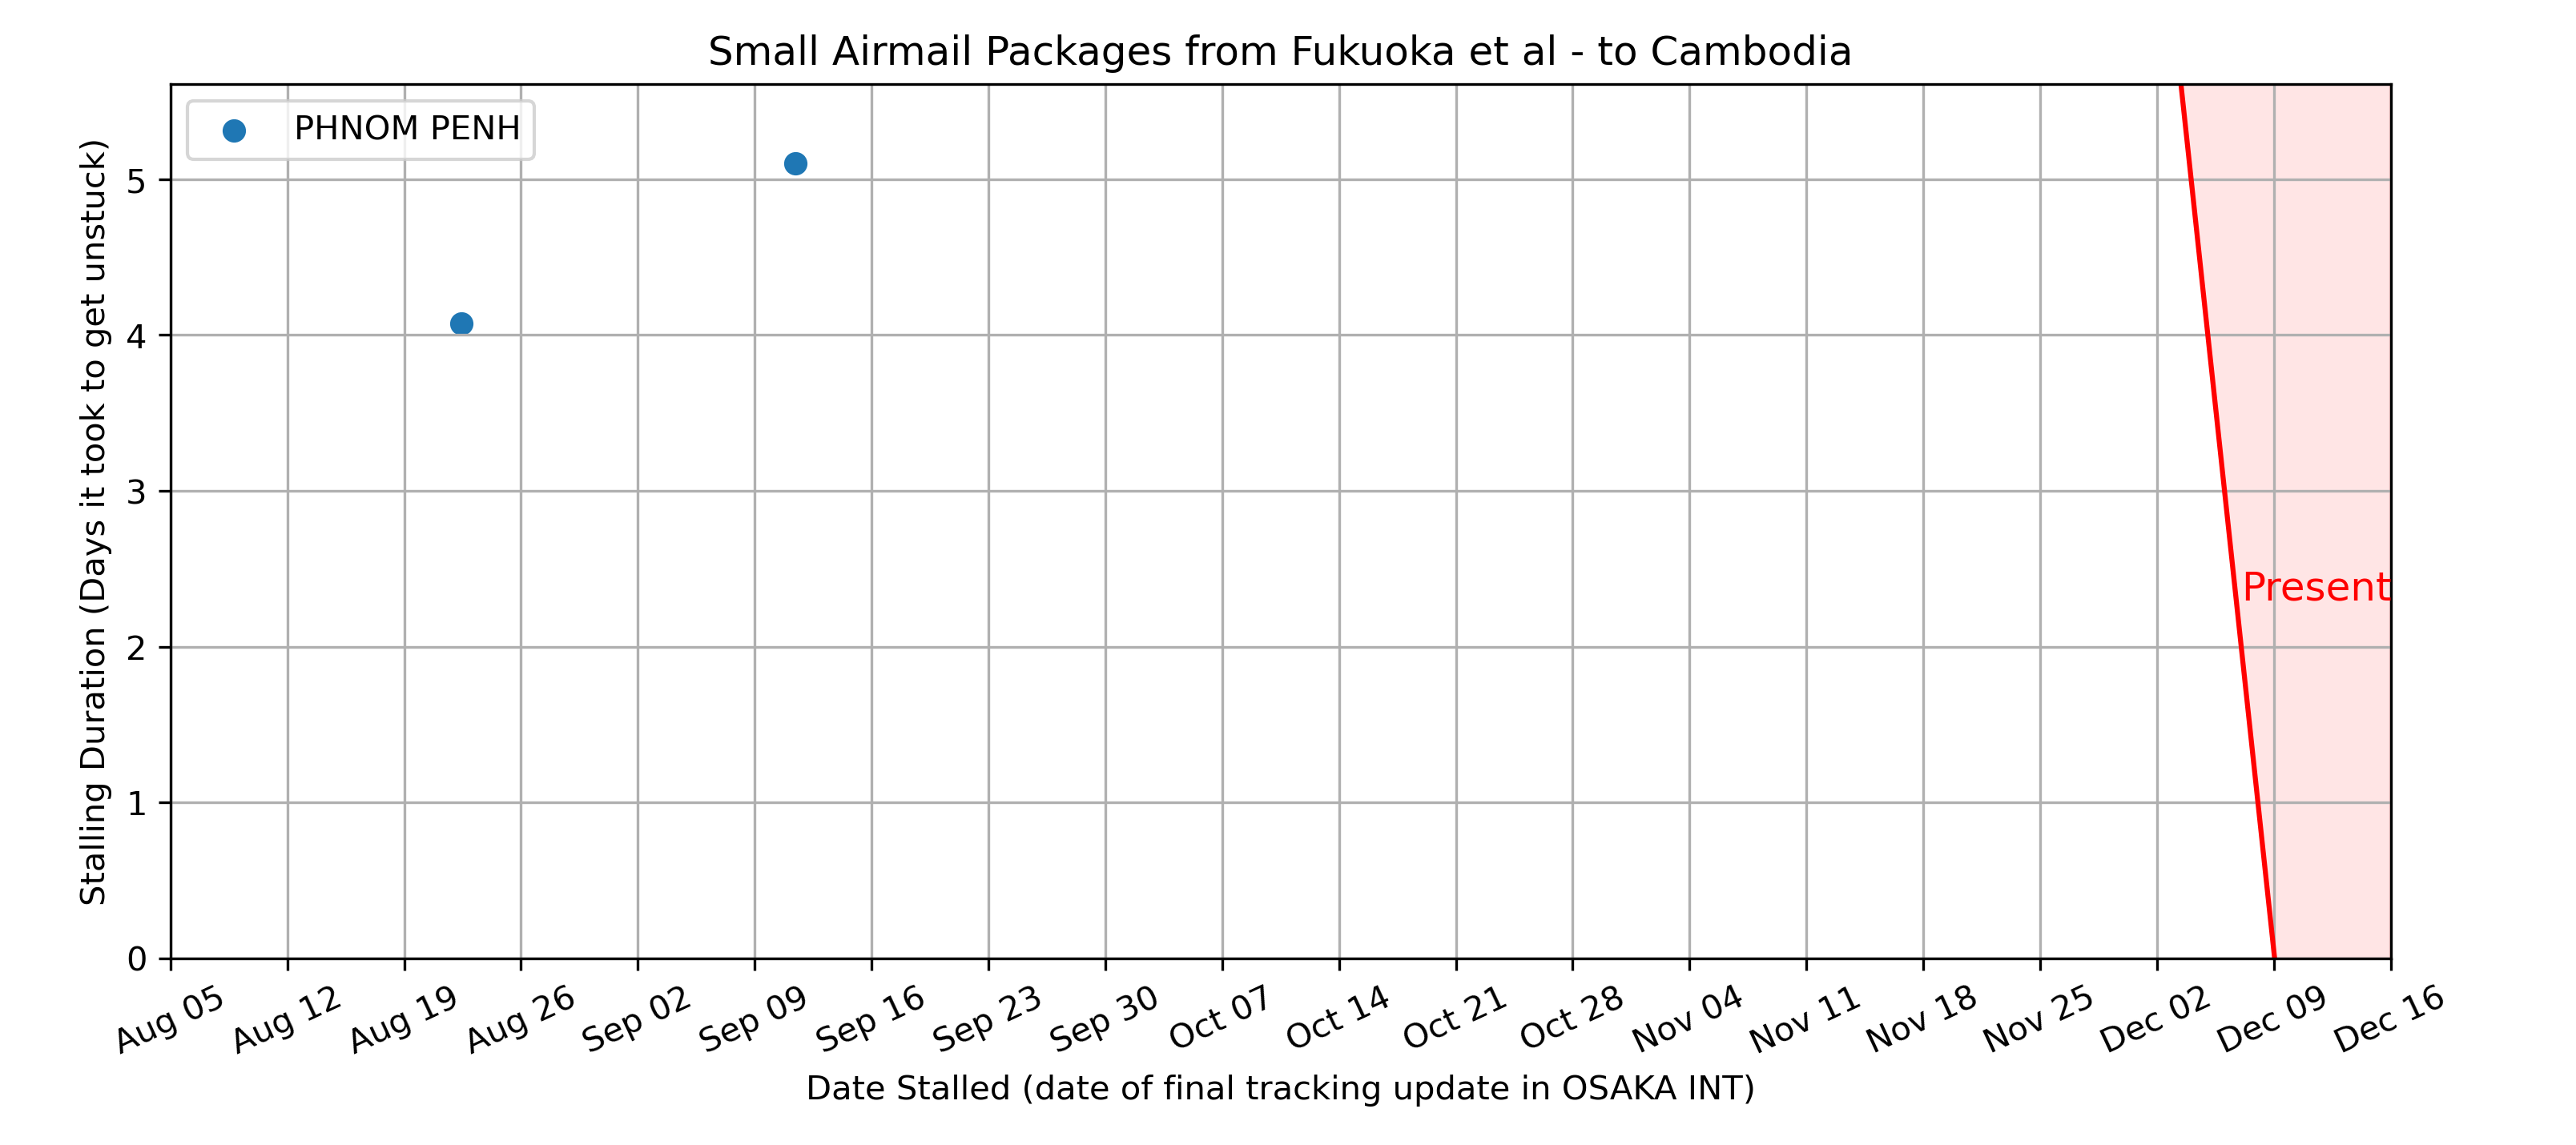 Small Airmail Packages from Fukuoka et al - to Cambodia
PHNOM PENH
Stalling Duration (Days it took to get unstuck)
5
4
3
2
1
0
Present
Aug 05
Aug 12
Aug 19
Aug 26
Sep 02
Sep 09
Sep 16
Sep 23
Sep 30
Oct 07
Oct 14
Oct 21
Oct 28
Nov 04
Nov 11
Nov 18
Nov 25
Dec 02
Dec 09
Dec 16
Date Stalled (date of final tracking update in OSAKA INT)